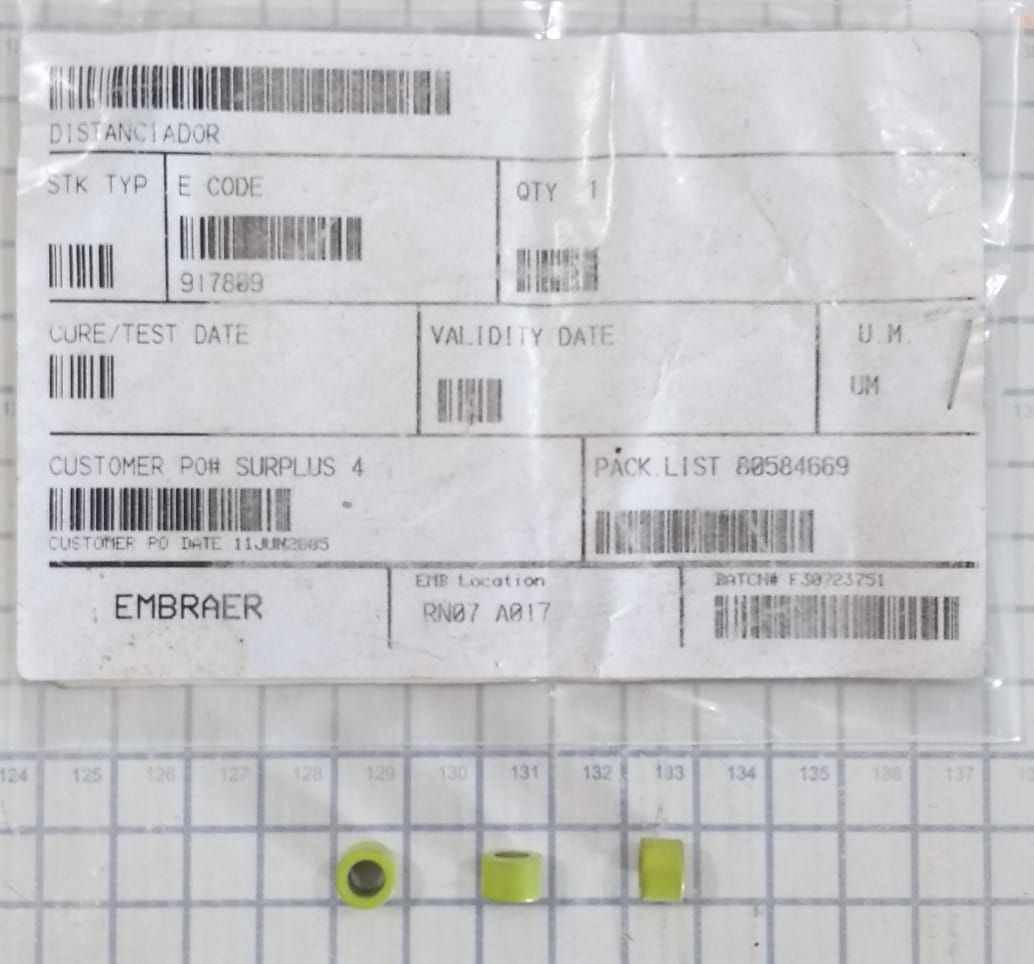 DISTANCIADOR
STK TYP
E CODE
917809
QTY 1
CURE/TEST DATE
VALIDITY DATE
U.M.
UM
CUSTOMER PO# SURPLUS 4
CUSTOMER PO DATE 11JUN2005
PACK.LIST 80584669
EMBRAER
EMB Location
RN07 A017
BATCH# F30723751
124 125 126 127 128 129 130 131 132 133 134 135 136 137